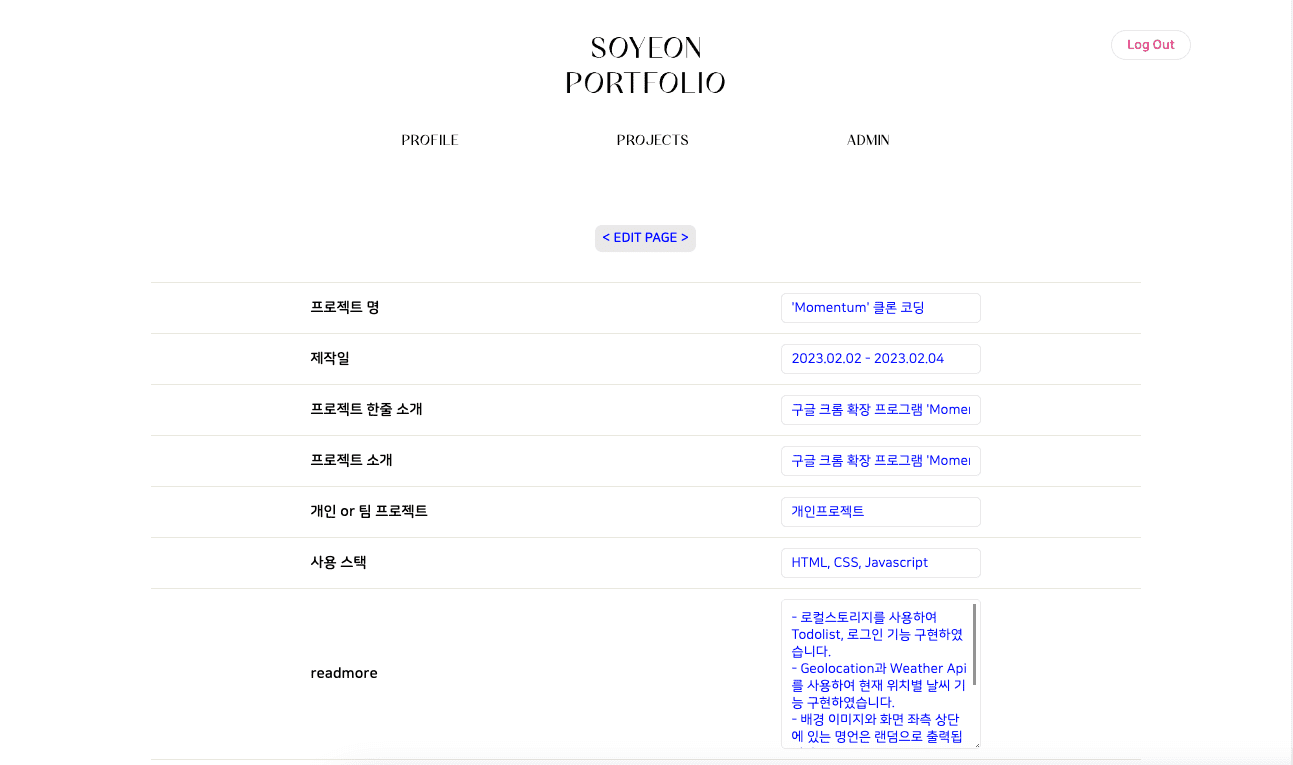 SOYEON
PORTFOLIO
Log Out
PROFILE PROJECTS ADMIN
< EDIT PAGE >
프로젝트 명 'Momentum' 클론 코딩
제작일 2023.02.02 - 2023.02.04
프로젝트 한줄 소개 구글 크롬 확장 프로그램 'Momen
프로젝트 소개 구글 크롬 확장 프로그램 'Momen
개인 or 팀 프로젝트 개인프로젝트
사용 스택 HTML, CSS, Javascript
readmore
- 로컬스토리지를 사용하여
Todolist, 로그인 기능 구현하였
습니다.
- Geolocation과 Weather Api
를 사용하여 현재 위치별 날씨 기
능 구현하였습니다.
- 배경 이미지와 화면 좌측 상단
에 있는 명언은 랜덤으로 출력됩